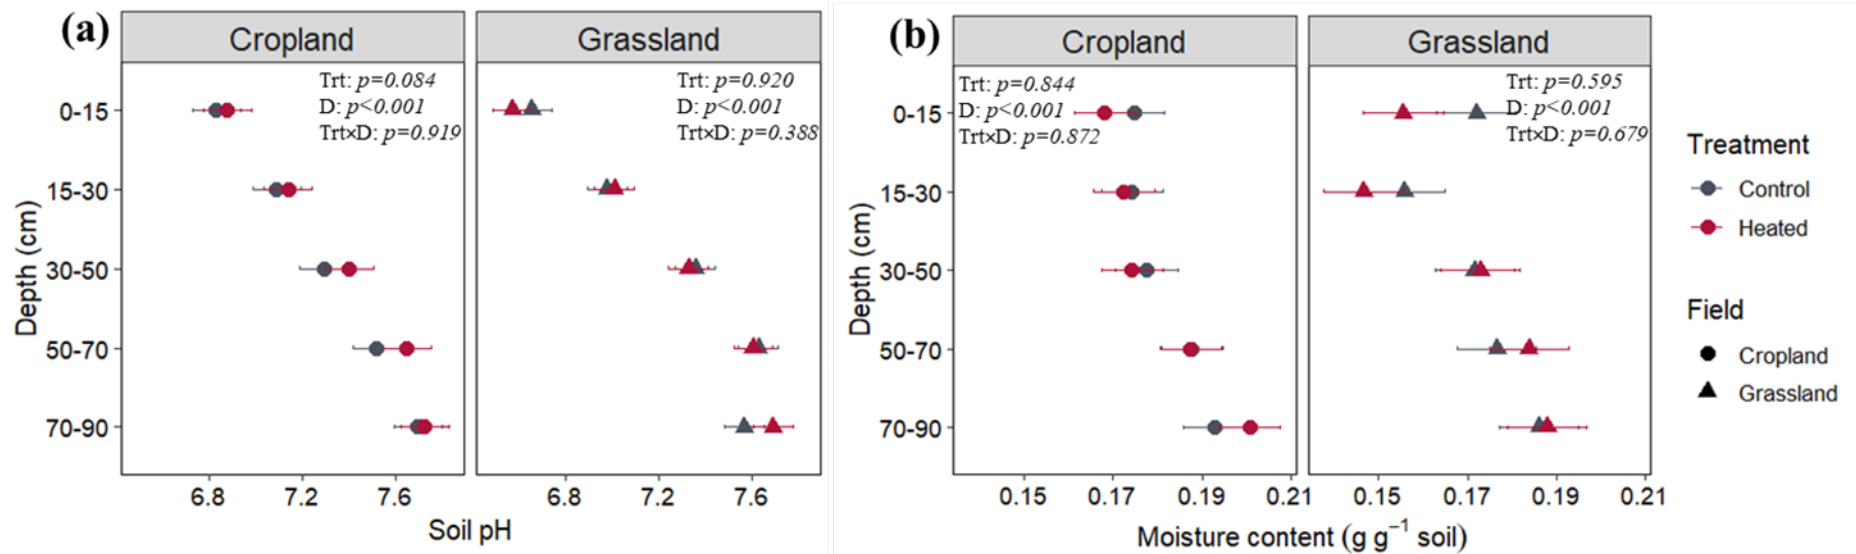 (a)
Cropland
Grassland
Trt: p=0.084
D: p<0.001
Trt×D: p=0.919
Trt: p=0.920
D: p<0.001
Trt×D: p=0.388
Depth (cm)
0-15
15-30
30-50
50-70
70-90
6.8
7.2
7.6
6.8
7.2
7.6
Soil pH
(b)
Cropland
Grassland
Trt: p=0.844
D: p<0.001
Trt×D: p=0.872
Trt: p=0.595
D: p<0.001
Trt×D: p=0.679
Depth (cm)
0-15
15-30
30-50
50-70
70-90
0.15
0.17
0.19
0.21
0.15
0.17
0.19
0.21
Moisture content (g g⁻¹ soil)
Treatment
Control
Heated
Field
Cropland
Grassland